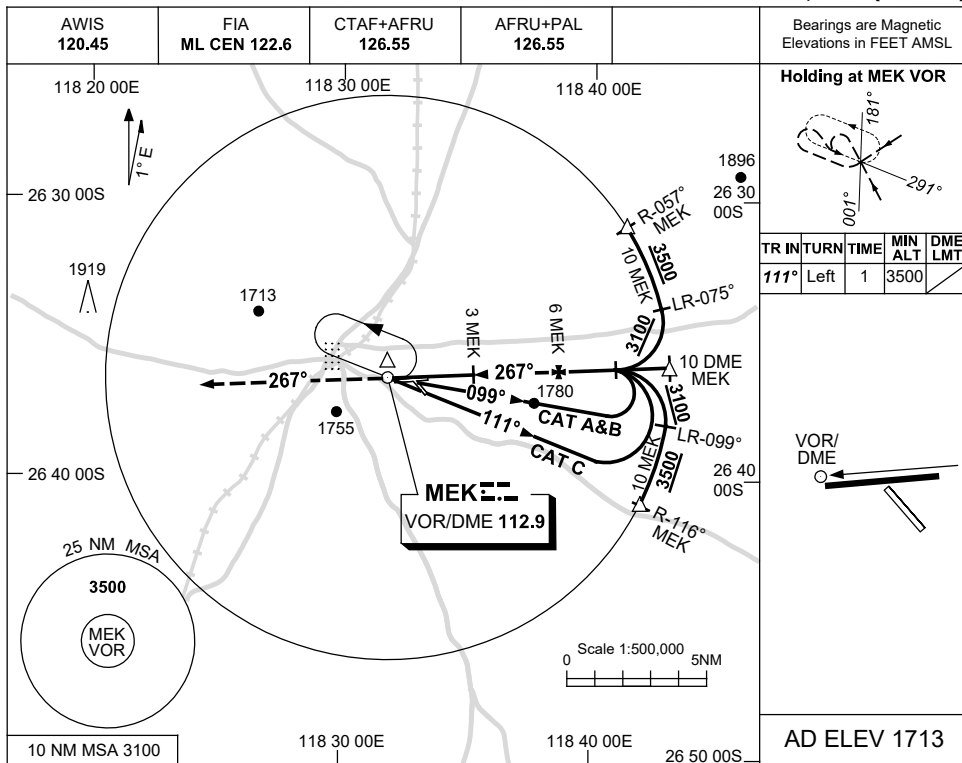 AWIS
120.45
FIA
ML CEN 122.6
CTAF+AFRU
126.55
AFRU+PAL
126.55
Bearings are Magnetic
Elevations in FEET AMSL
118 20 00E
118 30 00E
118 40 00E
1° E
26 30 00S
1896
26 30
00S
R-057°
MEK
10 MEK
3500
LR-075°
3100
1919
1713
3 MEK
6 MEK
10 DME
MEK
267°
267°
1780
099°
CAT A&B
111°
CAT C
3100
LR-099°
10 MEK
3500
R-116°
MEK
1755
26 40 00S
26 40
00S
MEK
VOR/DME 112.9
25 NM MSA
3500
MEK
VOR
10 NM MSA 3100
Scale 1:500,000
0
5NM
118 30 00E
118 40 00E
26 50 00S
Holding at MEK VOR
181°
291°
001°
TR IN TURN TIME MIN ALT DME LMT
111° Left 1 3500
VOR/
DME
AD ELEV 1713